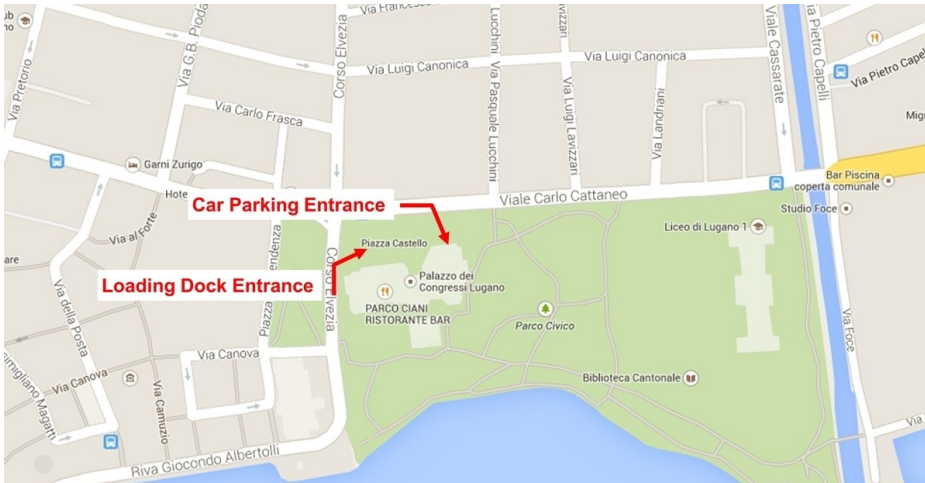 Via Francesco
Via Pietro Capelli
Viale Cassarate
Via Pretorio
Via G.B. Pioda
Corso Elvezia
Lucchini
Via Pasquale Lucchini
Lavizzari
Via Luigi Lavizzari
Via Luigi Canonica
Via Luigi Canonica
Via Landriani
Via Pietro Cape
Via Carlo Frasca
Mig
Garni Zurigo
Hote
Bar Piscina
coperta comunale
Studio Foce
Viale Carlo Cattaneo
Car Parking Entrance
Liceo di Lugano 1
Via al Forte
Piazza Castello
Corso Elvezia
Loading Dock Entrance
Palazzo dei
Congressi Lugano
PARCO CIANI
RISTORANTE BAR
Parco Civico
Via della Posta
Via Foce
Via Canova
Via Canova
Via Camuzio
Biblioteca Cantonale
Via
Riva Giocondo Albertolli